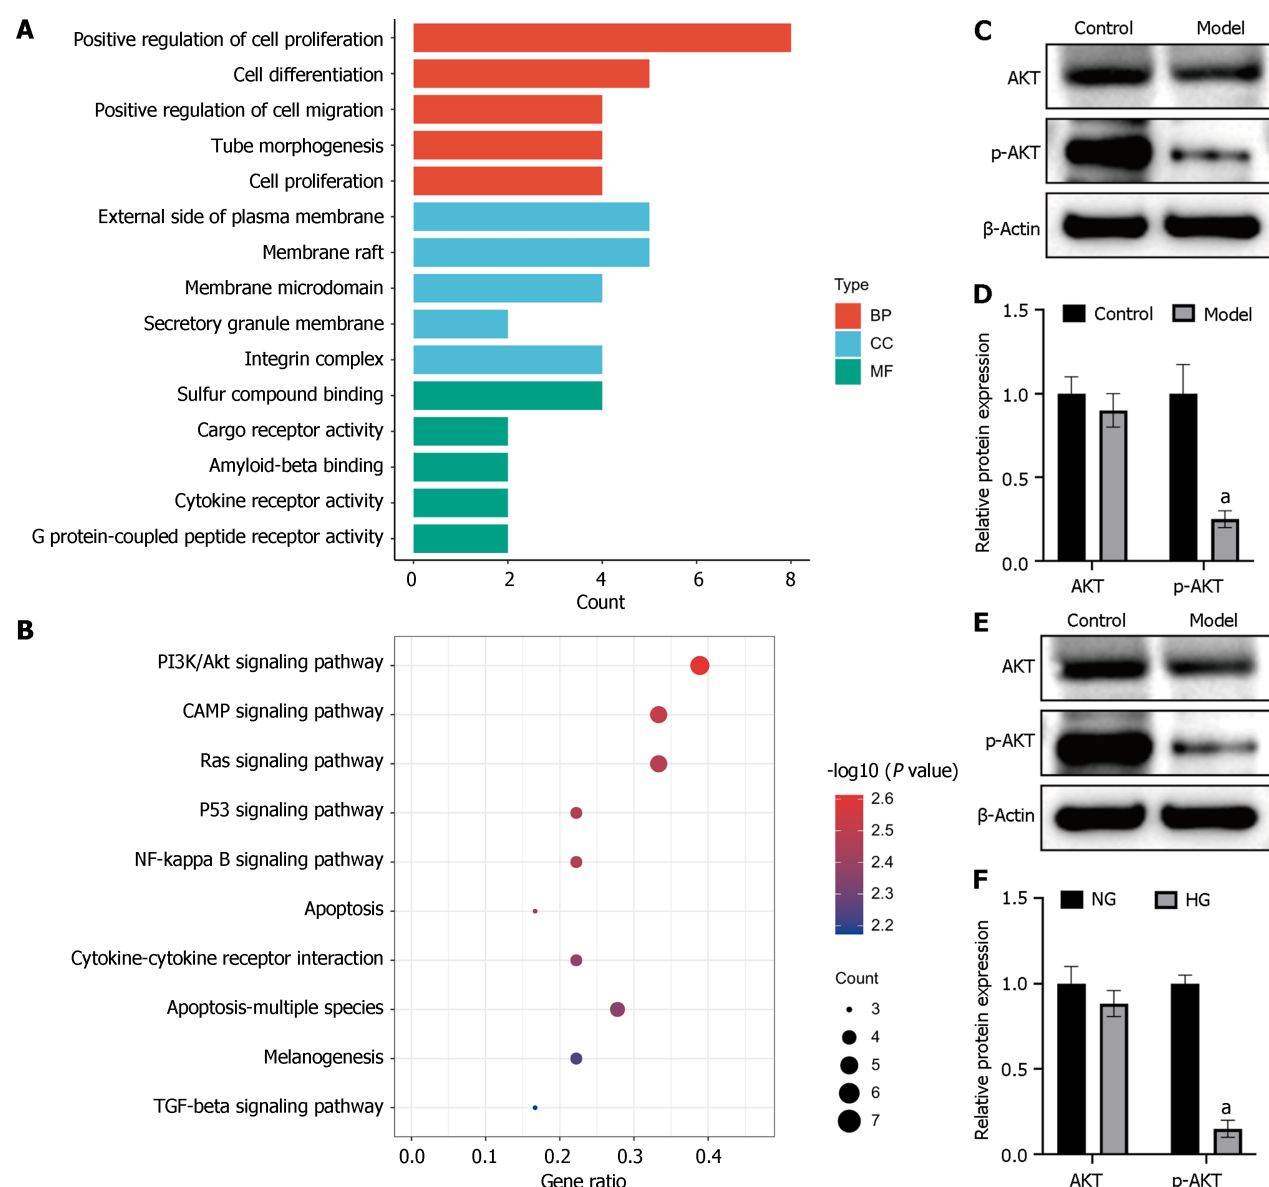 A
Positive regulation of cell proliferation
Cell differentiation
Positive regulation of cell migration
Tube morphogenesis
Cell proliferation
External side of plasma membrane
Membrane raft
Membrane microdomain
Secretory granule membrane
Integrin complex
Sulfur compound binding
Cargo receptor activity
Amyloid-beta binding
Cytokine receptor activity
G protein-coupled peptide receptor activity
0 2 4 6 8
Count
Type
BP
CC
MF
B
PI3K/Akt signaling pathway
CAMP signaling pathway
Ras signaling pathway
P53 signaling pathway
NF-kappa B signaling pathway
Apoptosis
Cytokine-cytokine receptor interaction
Apoptosis-multiple species
Melanogenesis
TGF-beta signaling pathway
0.0 0.1 0.2 0.3 0.4
Gene ratio
-log10 (P value)
2.6
2.5
2.4
2.3
2.2
Count
3
4
5
6
7
C
Control Model
AKT
p-AKT
β-Actin
D
Control Model
Relative protein expression
1.5
1.0
0.5
0.0
a
AKT p-AKT
E
Control Model
AKT
p-AKT
β-Actin
F
NG HG
Relative protein expression
1.5
1.0
0.5
0.0
a
AKT p-AKT